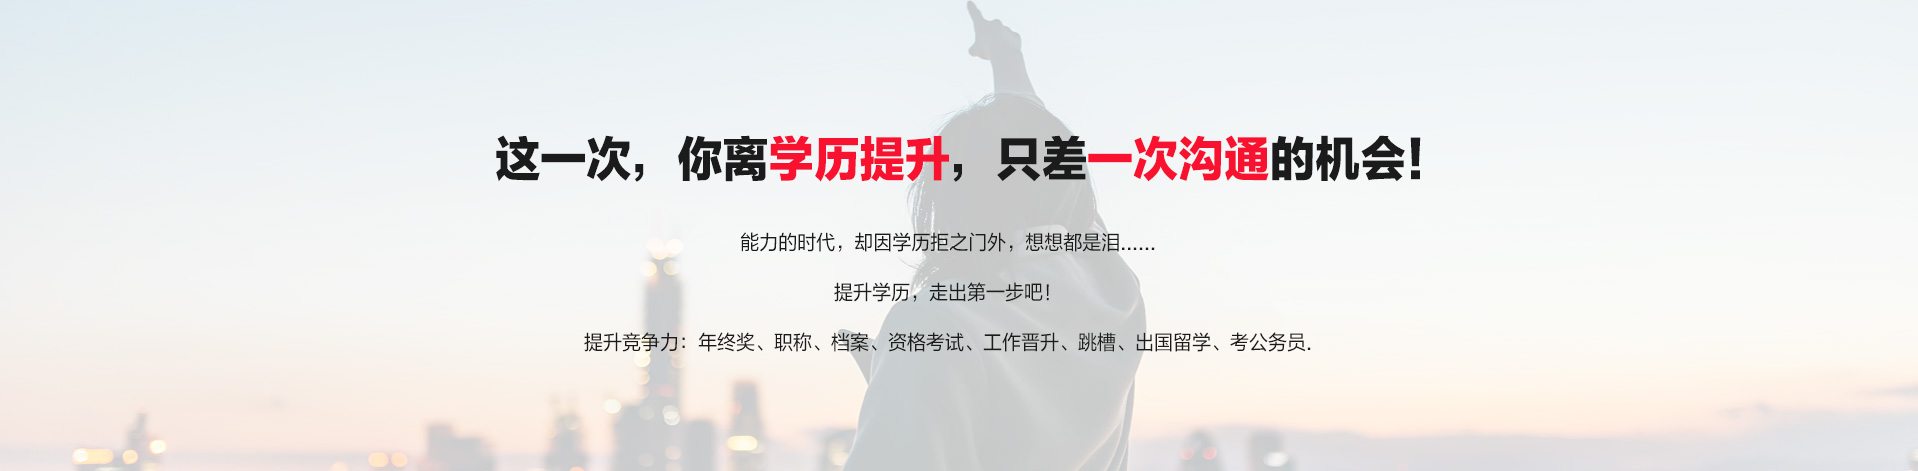 这一次，你离学历提升，只差一次沟通的机会！
能力的时代，却因学历拒之门外，想想都是泪......
提升学历，走出第一步吧！
提升竞争力：年终奖、职称、档案、资格考试、工作晋升、跳槽、出国留学、考公务员.